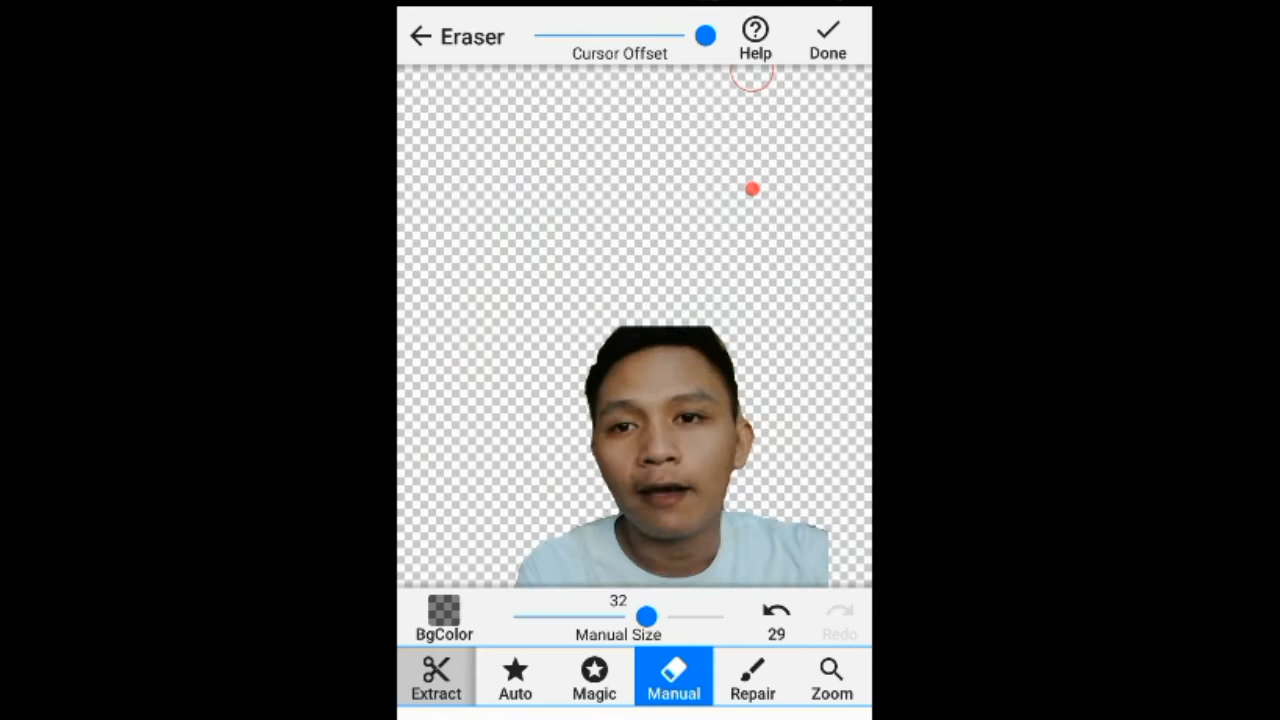 Eraser
Cursor Offset
Help
Done
32
BgColor
Manual Size
29
Redo
Extract
Auto
Magic
Manual
Repair
Zoom